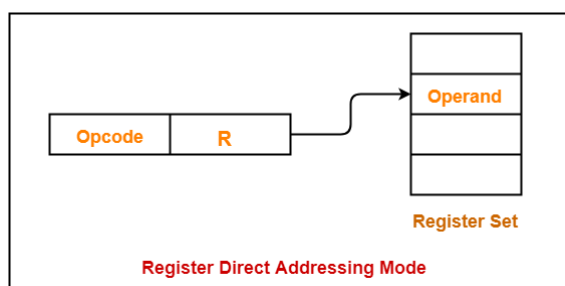 Operand
Opcode
R
Register Set
Register Direct Addressing Mode